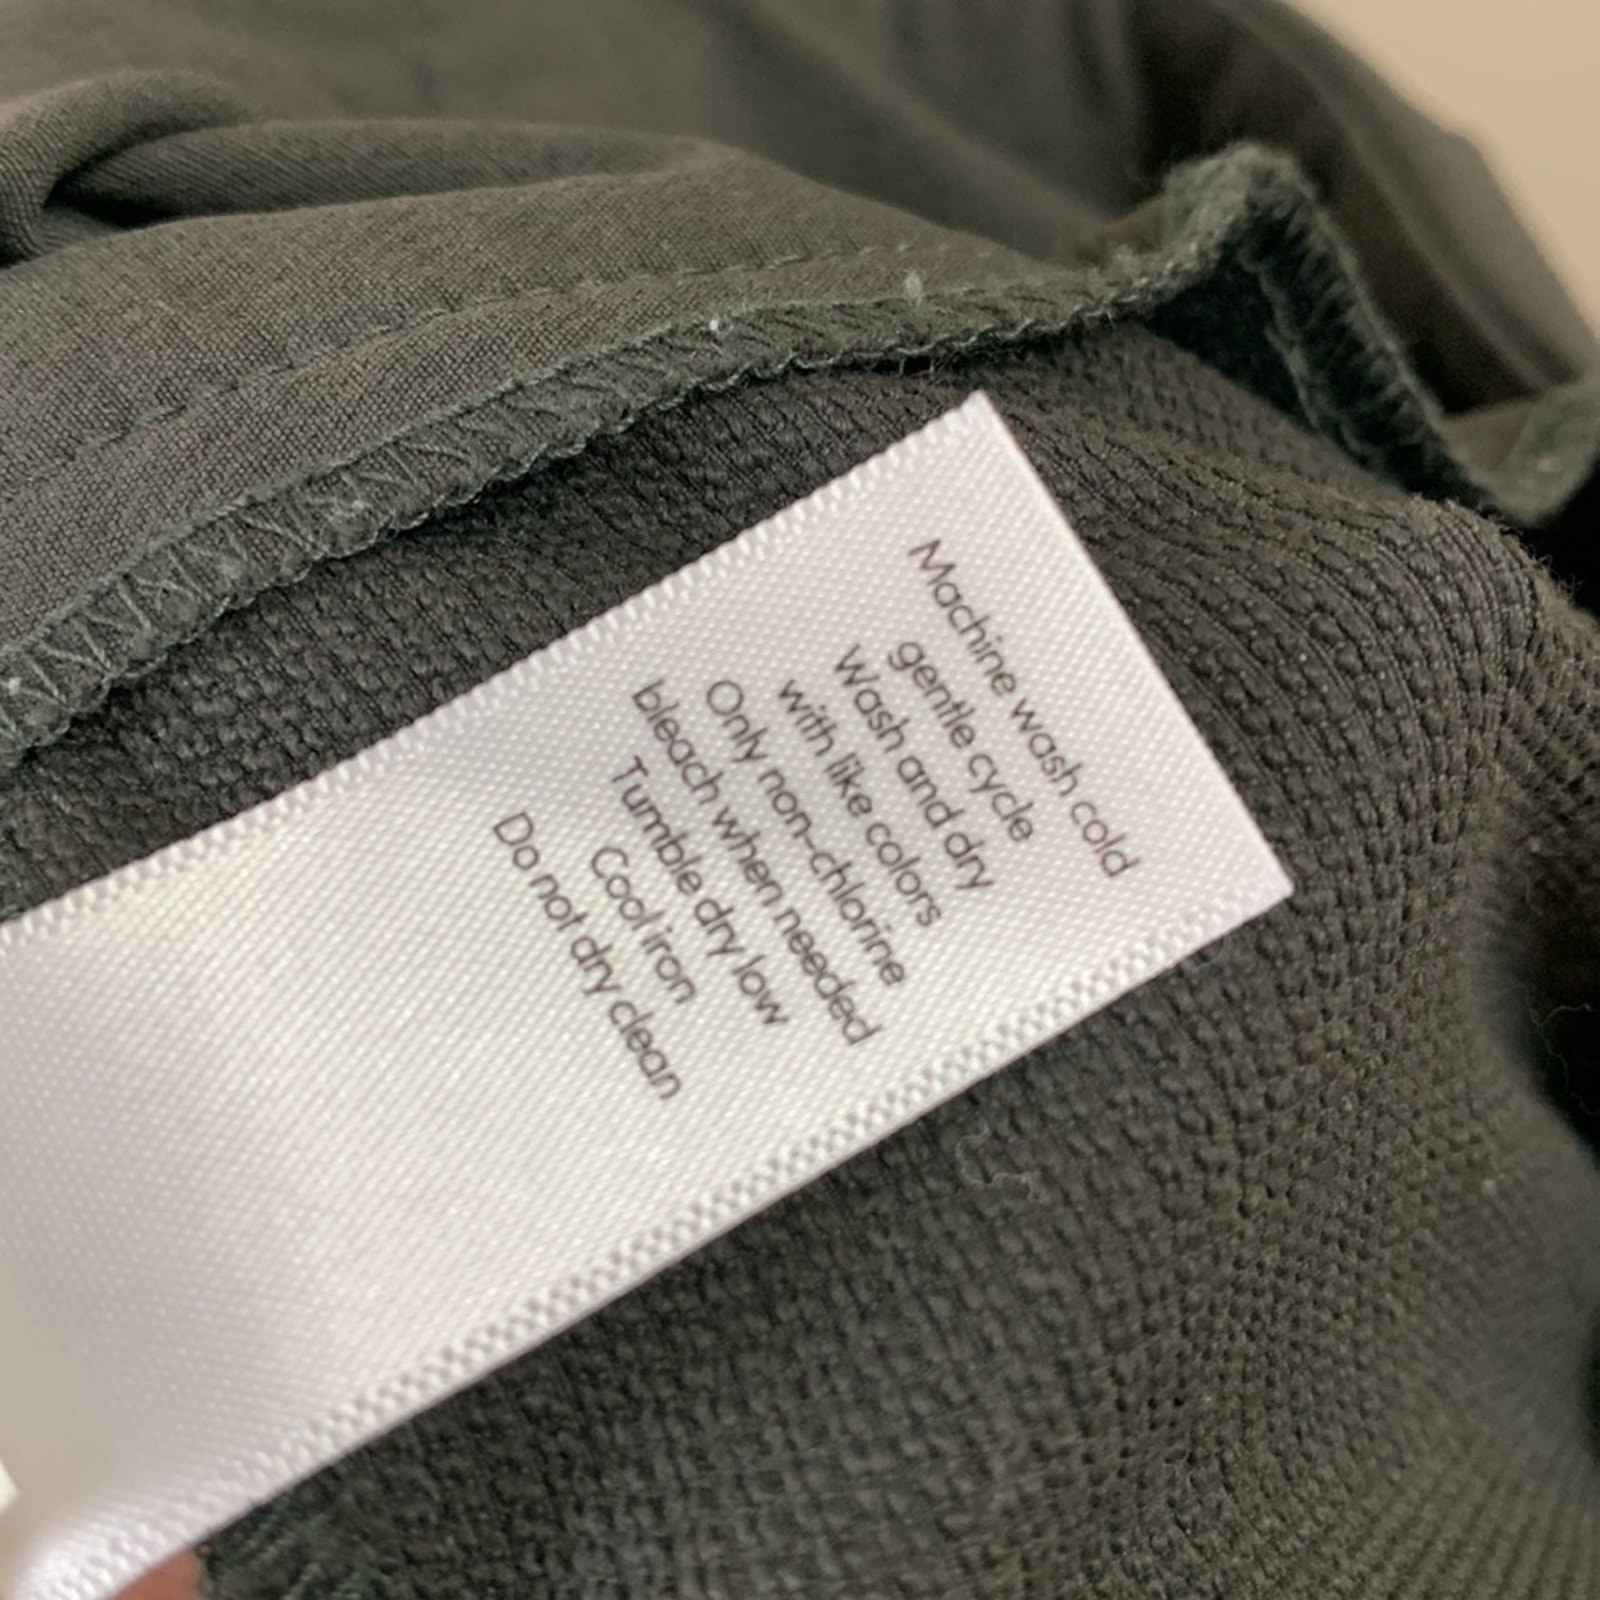 Machine wash cold
gentle cycle
Wash and dry
with like colors
Only non-chlorine
bleach when needed
Tumble dry low
Cool iron
Do not dry clean